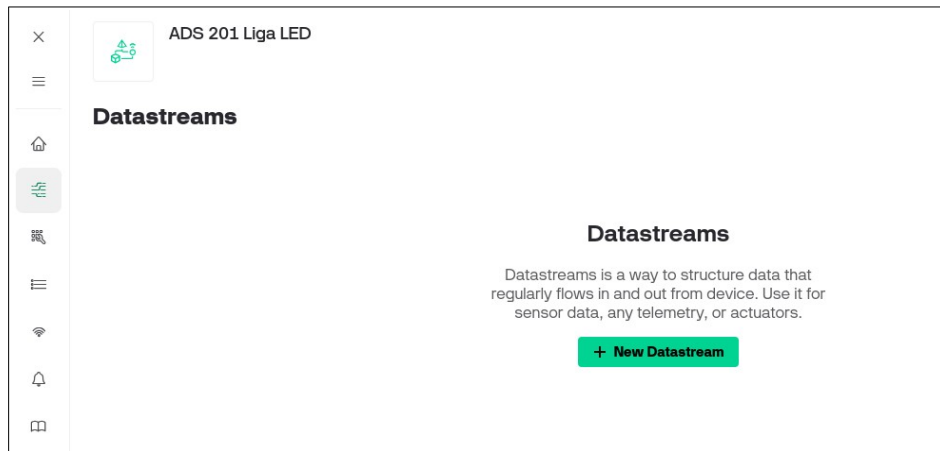 ADS 201 Liga LED
Datastreams
Datastreams
Datastreams is a way to structure data that
regularly flows in and out from device. Use it for
sensor data, any telemetry, or actuators.
+ New Datastream